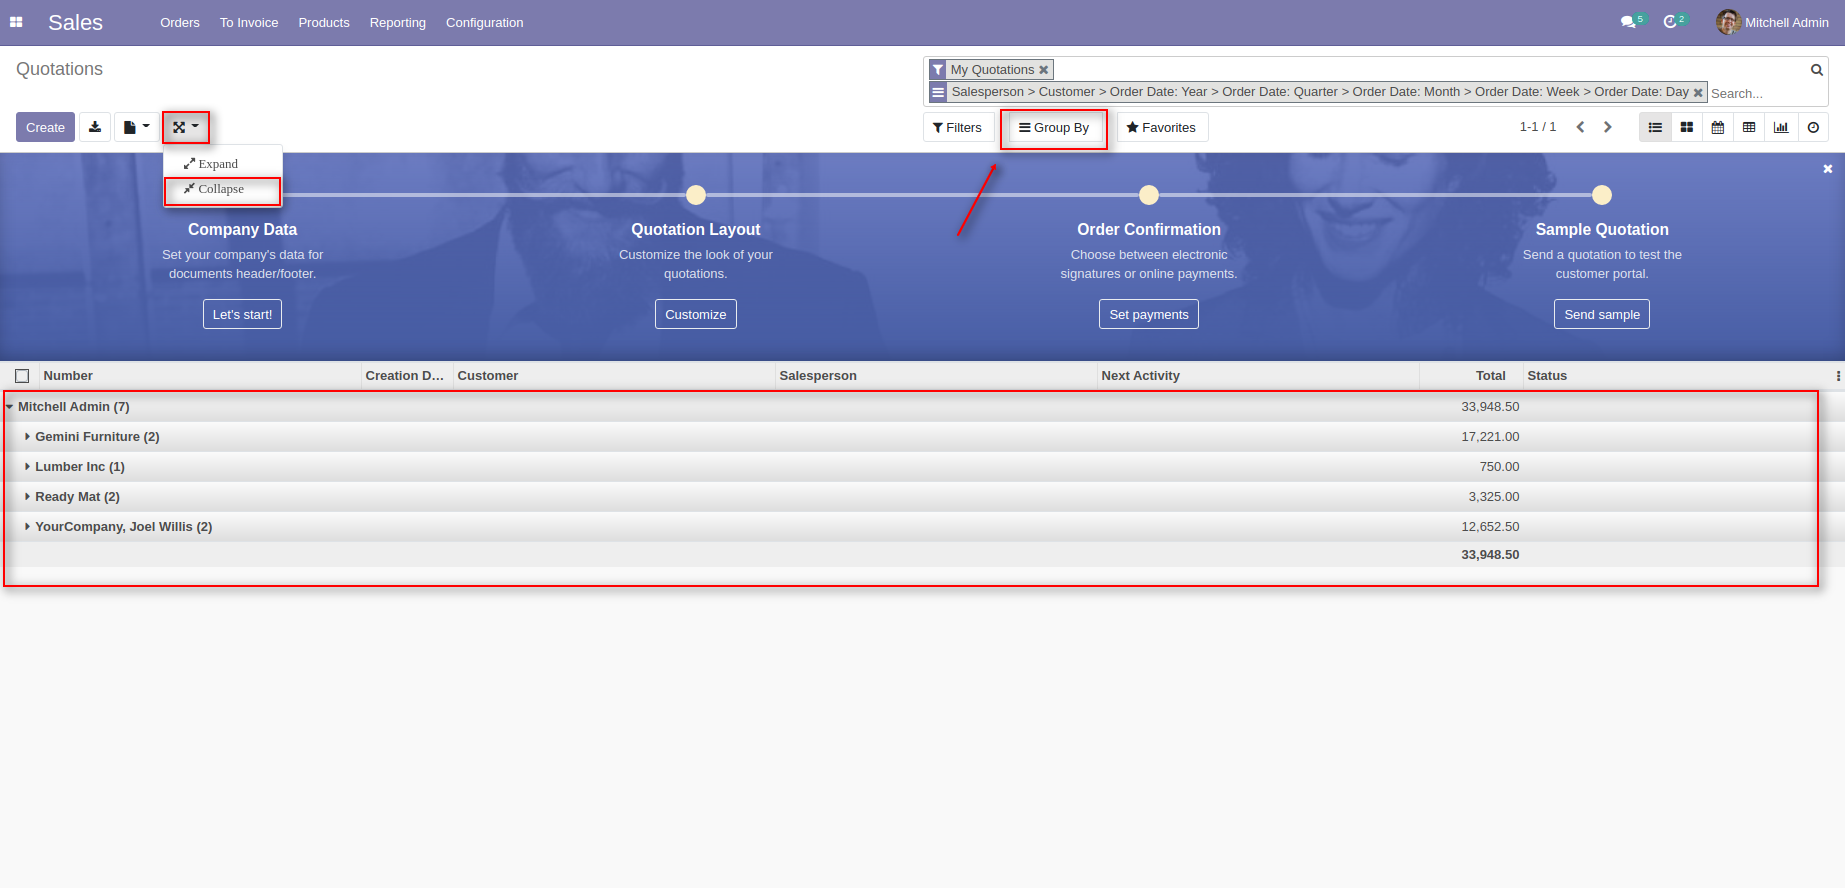 Sales Orders To Invoice Products Reporting Configuration 5 2 Mitchell Admin
Quotations
My Quotations
Salesperson > Customer > Order Date: Year > Order Date: Quarter > Order Date: Month > Order Date: Week > Order Date: Day Search...
Create Filters Group By Favorites 1-1 / 1
Expand
Collapse
Company Data Quotation Layout Order Confirmation Sample Quotation
Set your company's data for Customize the look of your Choose between electronic Send a quotation to test the
documents header/footer. quotations. signatures or online payments. customer portal.
Let's start! Customize Set payments Send sample
Number Creation D... Customer Salesperson Next Activity Total Status
Mitchell Admin (7) 33,948.50
Gemini Furniture (2) 17,221.00
Lumber Inc (1) 750.00
Ready Mat (2) 3,325.00
YourCompany, Joel Willis (2) 12,652.50
33,948.50